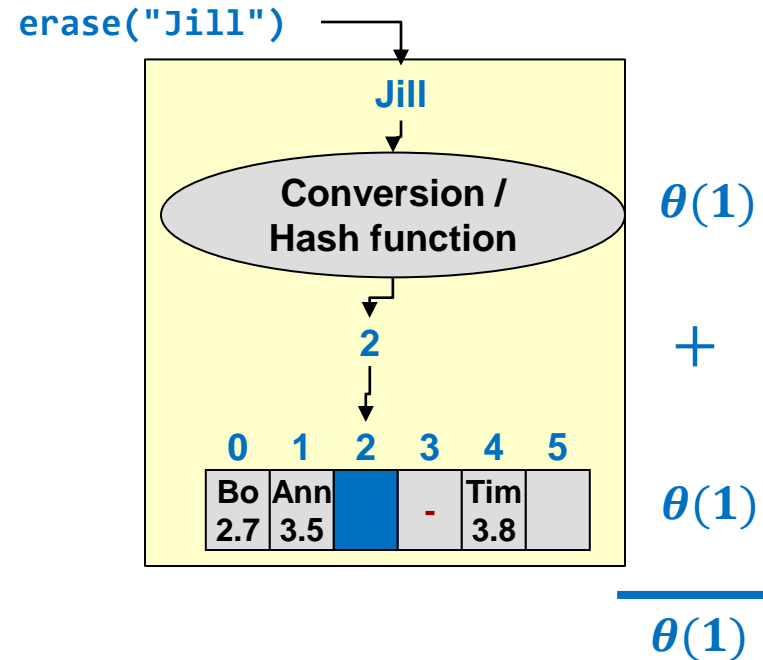 erase("Jill")
Jill
Conversion /
Hash function
θ(1)
2
+
0 1 2 3 4 5
Bo Ann Tim
2.7 3.5 - 3.8
θ(1)
θ(1)